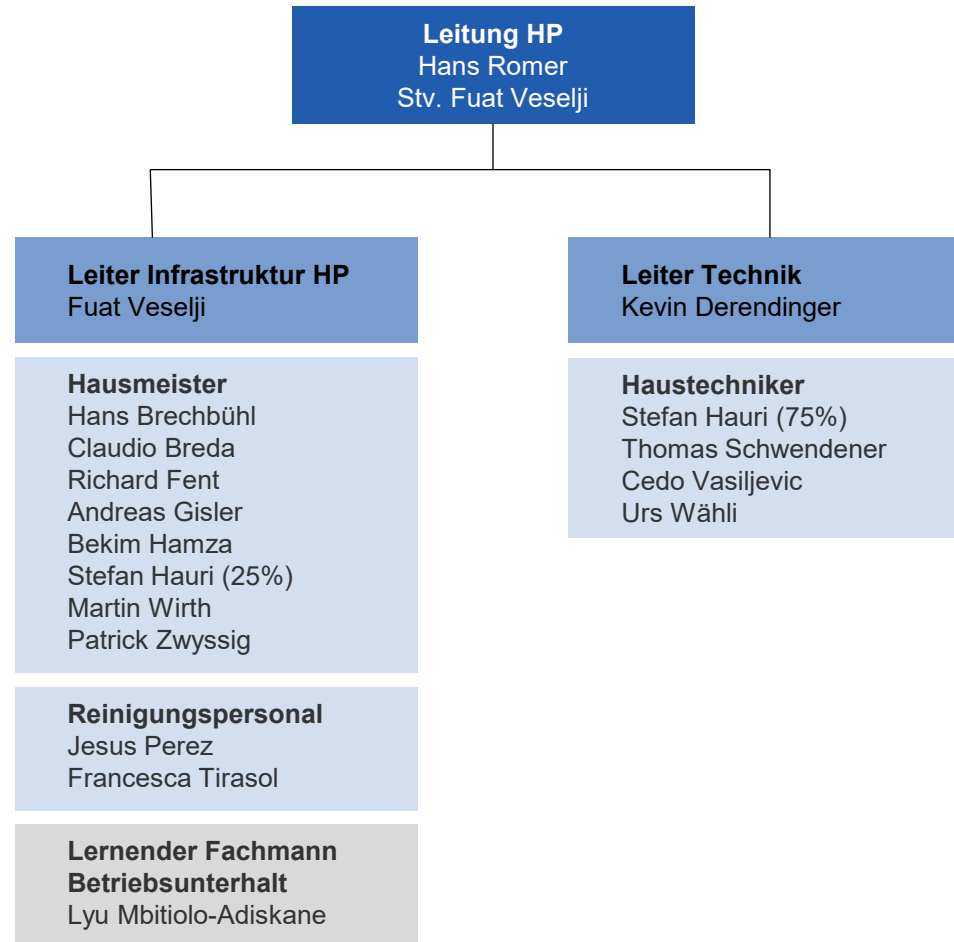 Leitung HP
Hans Romer
Stv. Fuat Veselji
Leiter Infrastruktur HP
Fuat Veselji
Hausmeister
Hans Brechbühl
Claudio Breda
Richard Fent
Andreas Gisler
Bekim Hamza
Stefan Hauri (25%)
Martin Wirth
Patrick Zwyssig
Reinigungspersonal
Jesus Perez
Francesca Tirasol
Lernender Fachmann
Betriebsunterhalt
Lyu Mbitiolo-Adiskane
Leiter Technik
Kevin Derendinger
Haustechniker
Stefan Hauri (75%)
Thomas Schwendener
Cedo Vasiljevic
Urs Wähli